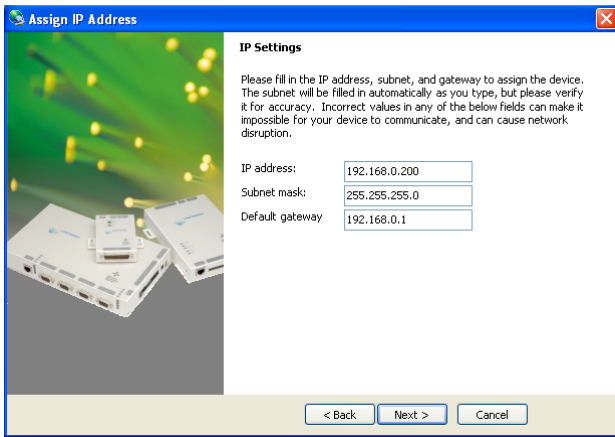 Assign IP Address
IP Settings
Please fill in the IP address, subnet, and gateway to assign the device.
The subnet will be filled in automatically as you type, but please verify
it for accuracy. Incorrect values in any of the below fields can make it
impossible for your device to communicate, and can cause network
disruption.
IP address: 192.168.0.200
Subnet mask: 255.255.255.0
Default gateway 192.168.0.1
< Back Next > Cancel